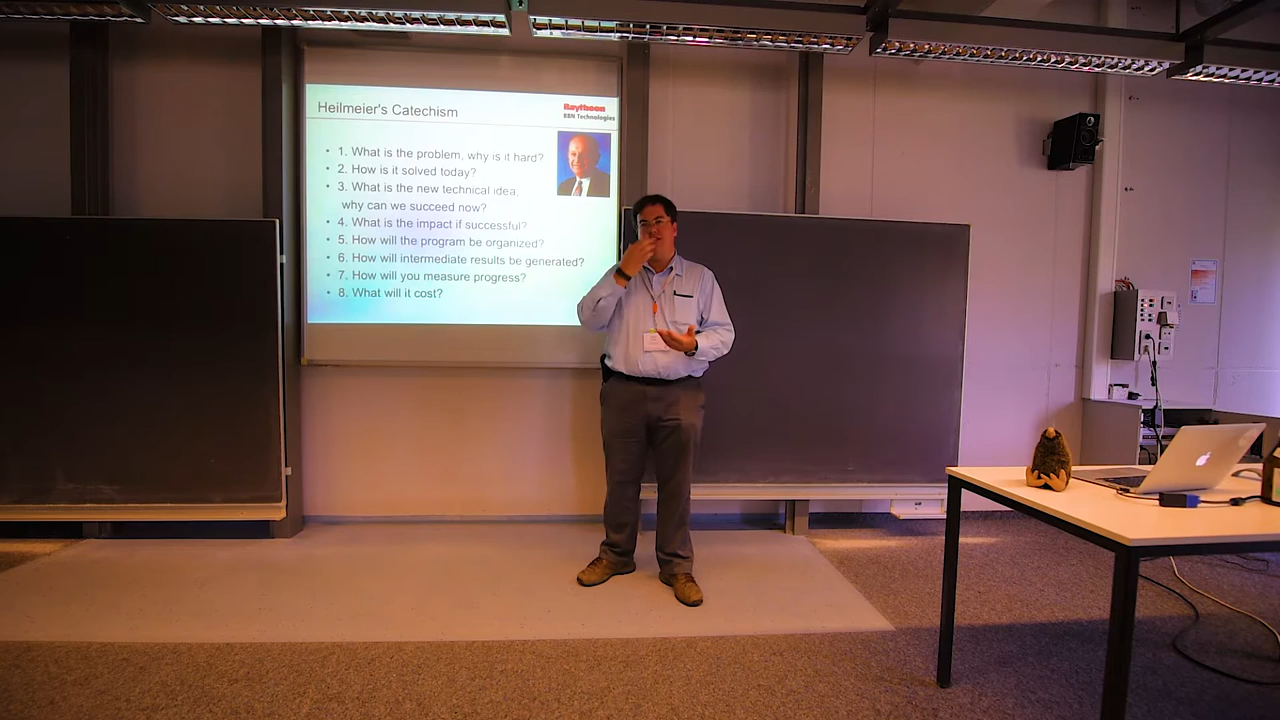 Heilmeier's Catechism
Raytheon
BBN Technologies
• 1. What is the problem, why is it hard?
• 2. How is it solved today?
• 3. What is the new technical idea,
why can we succeed now?
• 4. What is the impact if successful?
• 5. How will the program be organized?
• 6. How will intermediate results be generated?
• 7. How will you measure progress?
• 8. What will it cost?